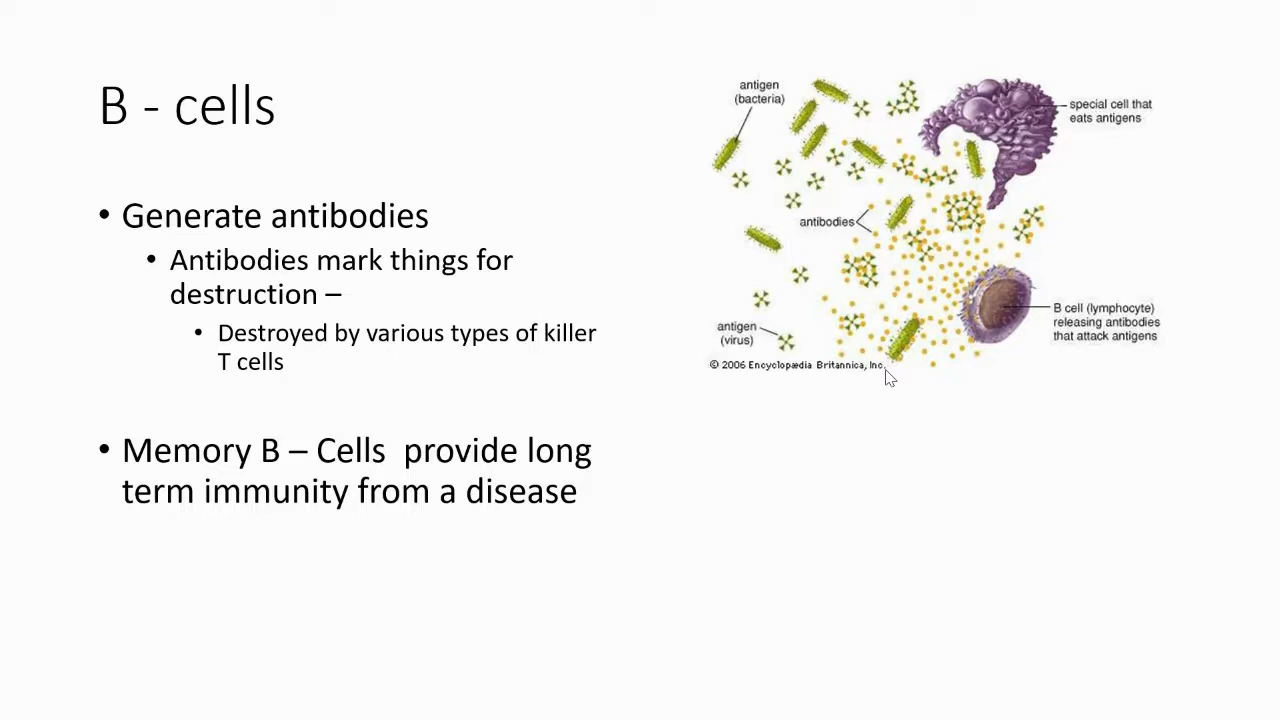 B - cells
• Generate antibodies
• Antibodies mark things for
destruction –
• Destroyed by various types of killer
T cells
• Memory B – Cells  provide long
term immunity from a disease
antigen
(bacteria)
special cell that
eats antigens
antibodies
B cell (lymphocyte)
releasing antibodies
that attack antigens
antigen
(virus)
© 2006 Encyclopædia Britannica, Inc.